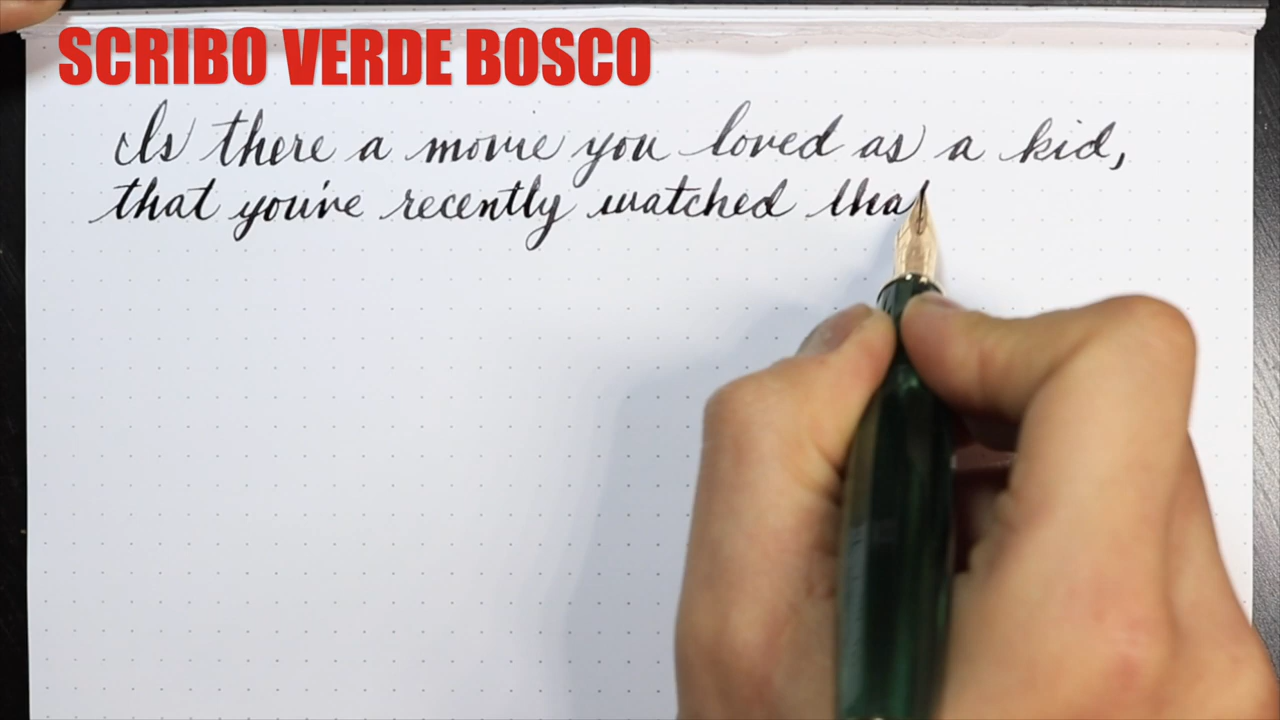 SCRIBO VERDE BOSCO
Is there a movie you loved as a kid,
that you've recently watched tha